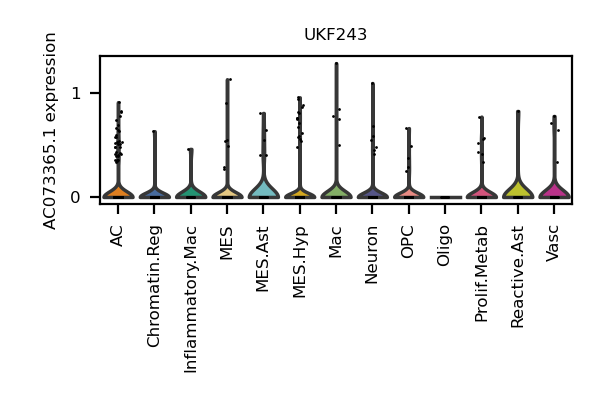 UKF243
AC073365.1 expression
1
0
AC
Chromatin.Reg
Inflammatory.Mac
MES
MES.Ast
MES.Hyp
Mac
Neuron
OPC
Oligo
Prolif.Metab
Reactive.Ast
Vasc